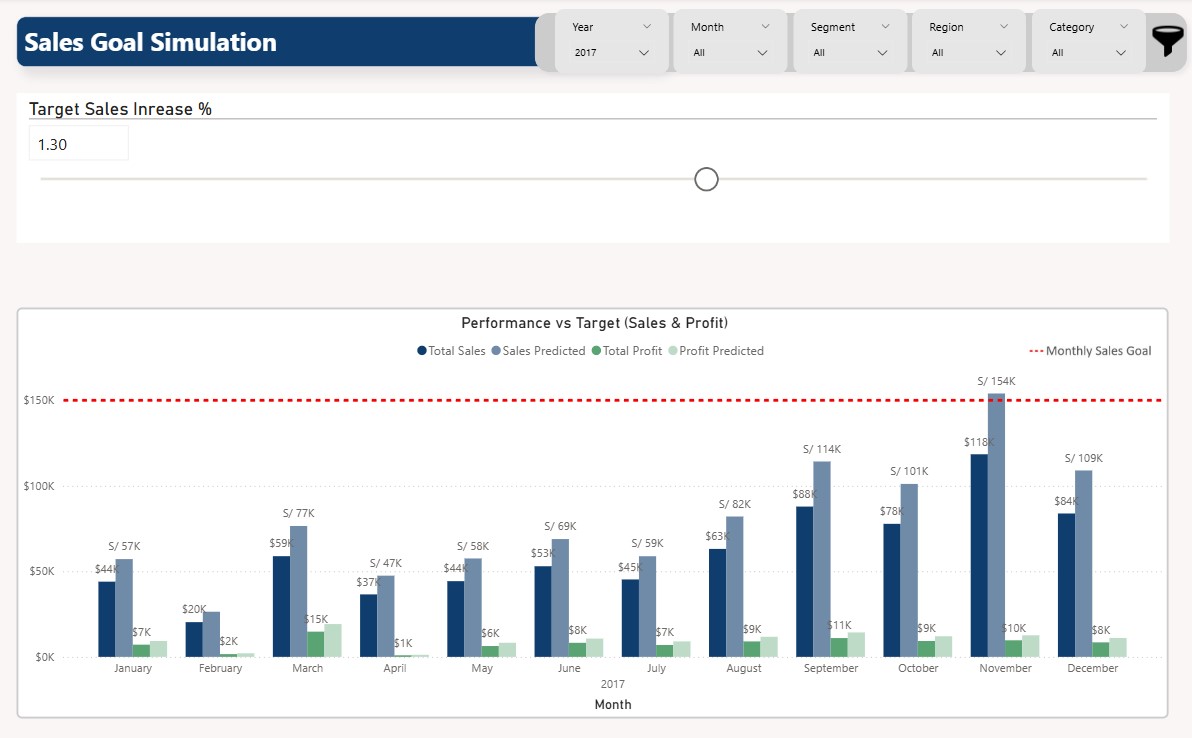 Sales Goal Simulation
Year Month Segment Region Category
2017 All All All All
Target Sales Inrease %
1.30
Performance vs Target (Sales & Profit)
Total Sales Sales Predicted Total Profit Profit Predicted
Monthly Sales Goal
S/ 154K
$150K
$118K
S/ 114K
S/ 109K
S/ 101K
$100K
$88K
$84K
S/ 82K
$78K
S/ 77K
S/ 69K
$63K
$59K
S/ 59K
S/ 58K
S/ 57K
$53K
$50K
S/ 47K
$45K
$44K
$44K
$37K
$20K
$15K
$11K
$10K
$9K
$9K
$8K
$8K
$7K
$7K
$6K
$2K
$1K
$0K
January February March April May June July August September October November December
2017
Month